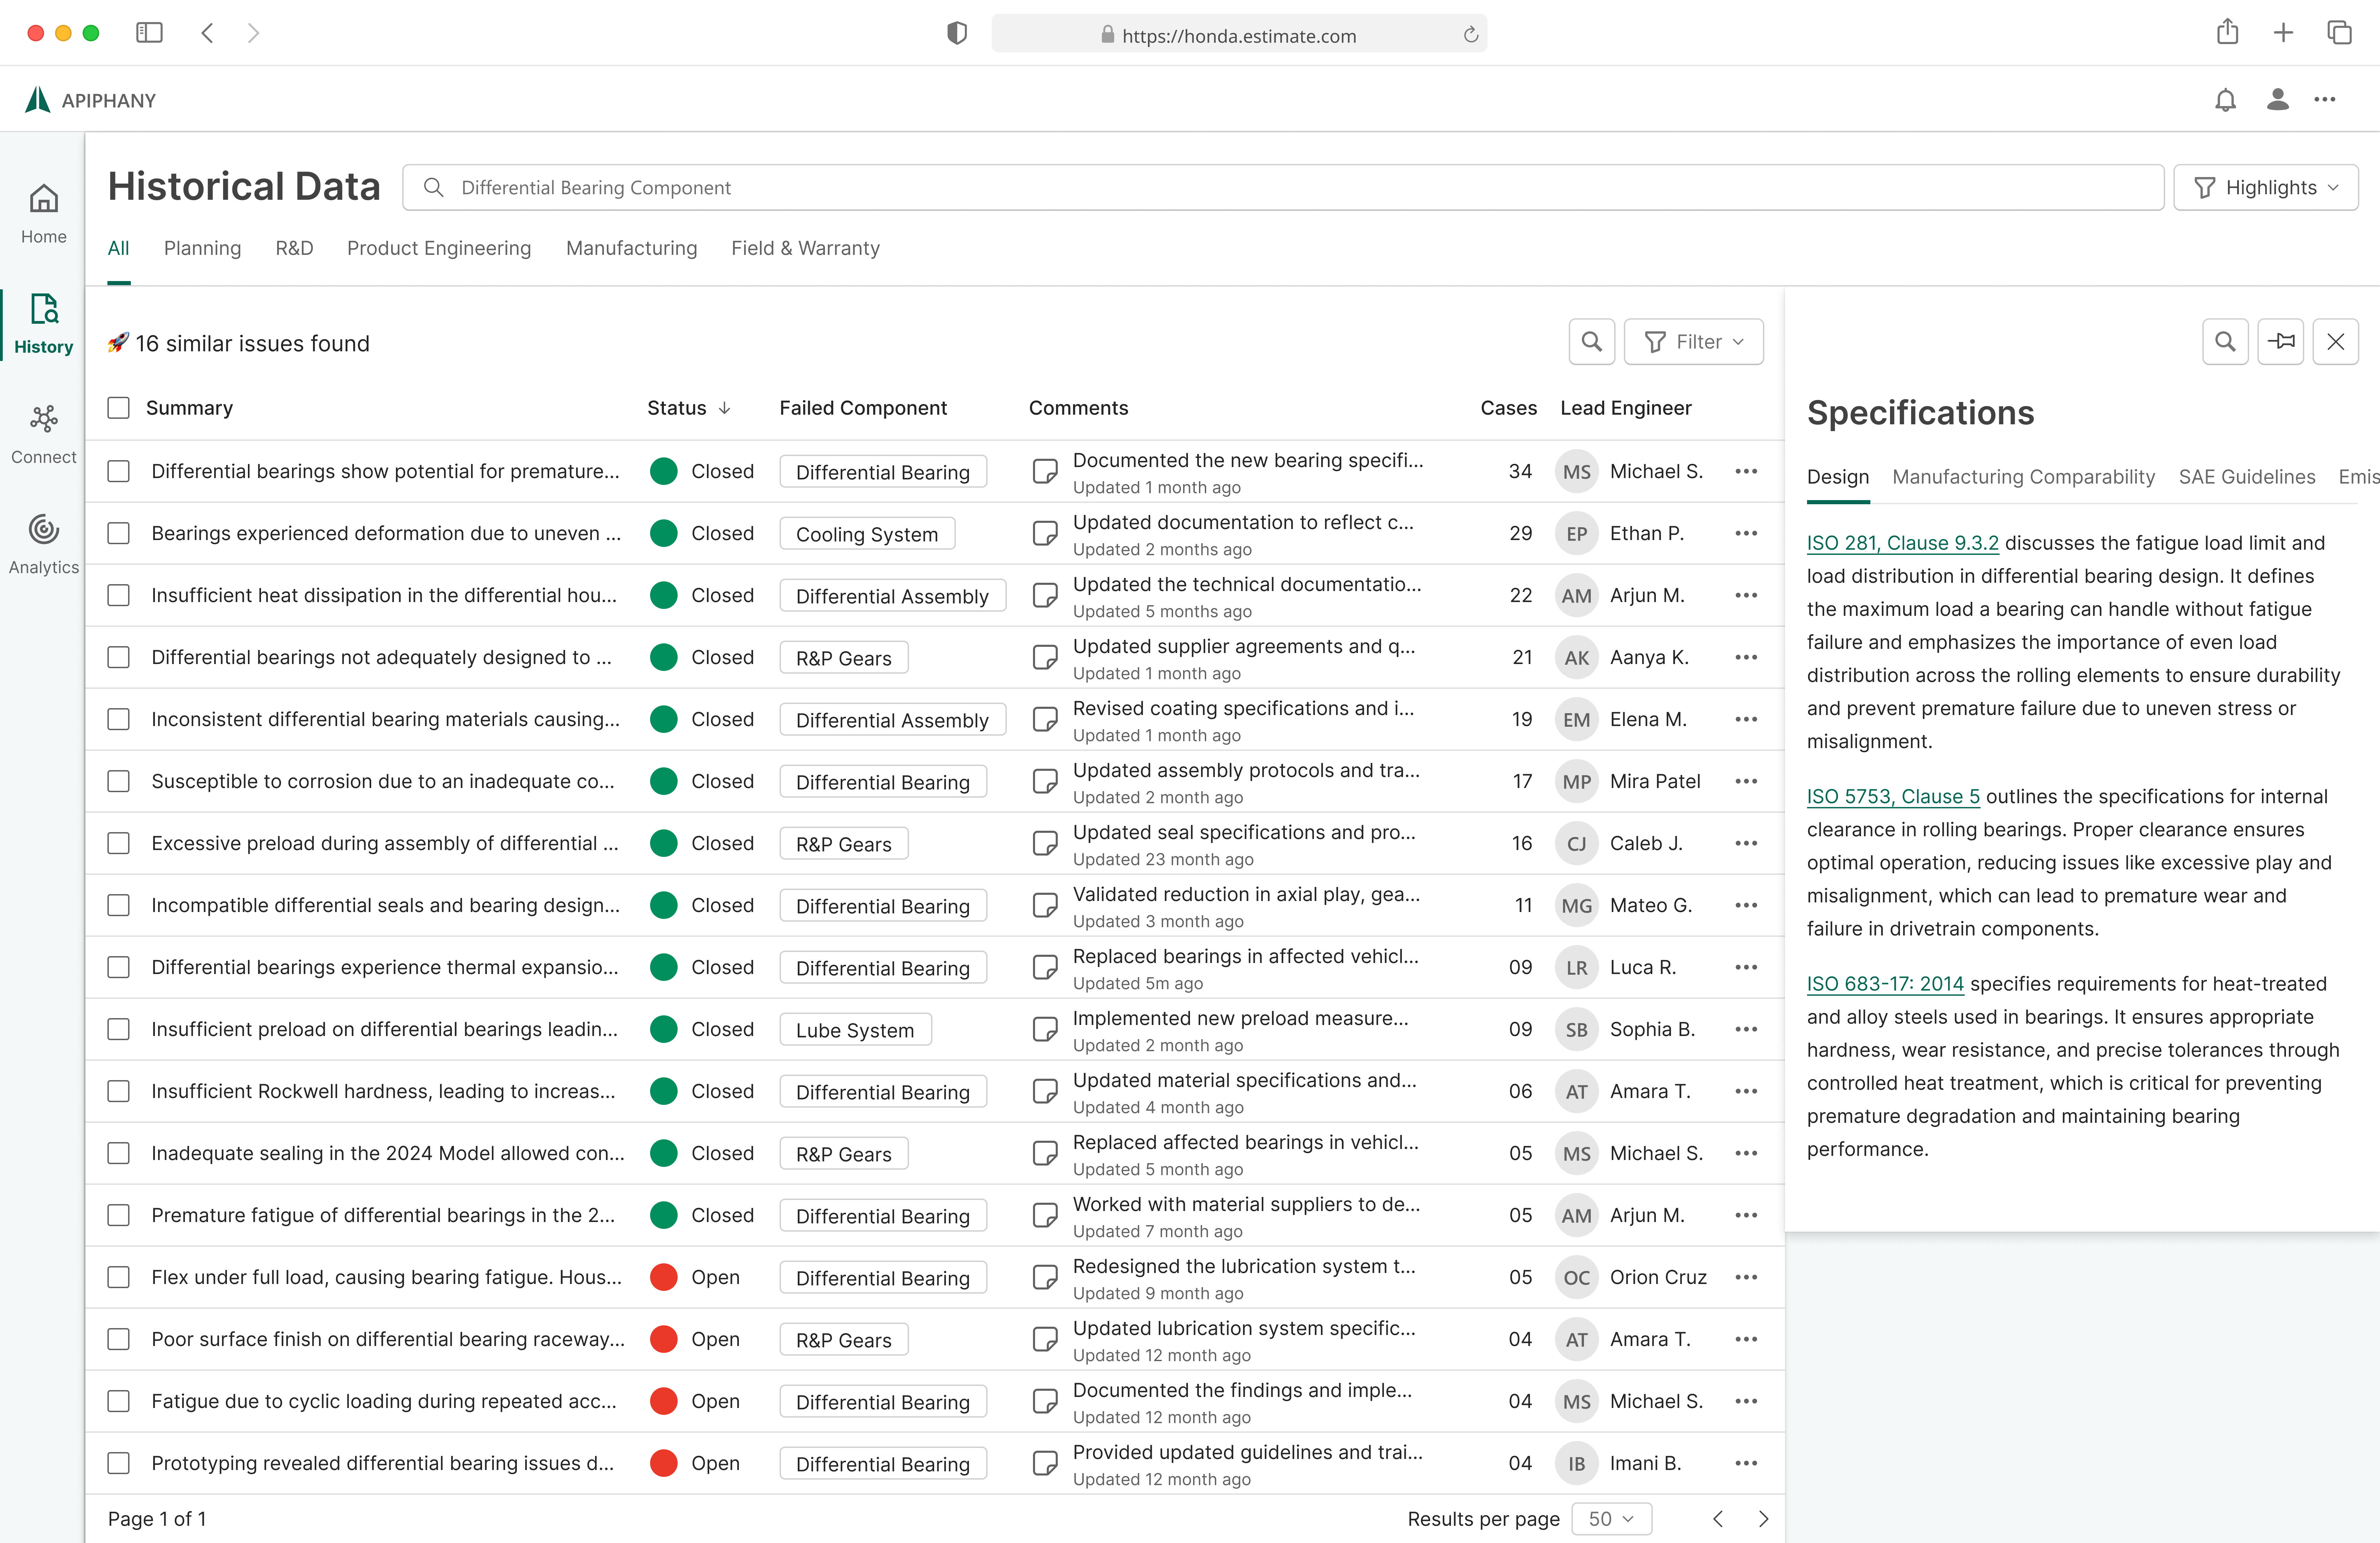 https://honda.estimate.com
APIPHANY
Home
History
Connect
Analytics
Historical Data
Differential Bearing Component
Highlights
All Planning R&D Product Engineering Manufacturing Field & Warranty
🚀 16 similar issues found
Filter
Summary Status Failed Component Comments Cases Lead Engineer
Differential bearings show potential for premature... Closed Differential Bearing Documented the new bearing specifi... 34 MS Michael S.
Updated 1 month ago
Bearings experienced deformation due to uneven ... Closed Cooling System Updated documentation to reflect c... 29 EP Ethan P.
Updated 2 months ago
Insufficient heat dissipation in the differential hou... Closed Differential Assembly Updated the technical documentatio... 22 AM Arjun M.
Updated 5 months ago
Differential bearings not adequately designed to ... Closed R&P Gears Updated supplier agreements and q... 21 AK Aanya K.
Updated 1 month ago
Inconsistent differential bearing materials causing... Closed Differential Assembly Revised coating specifications and i... 19 EM Elena M.
Updated 1 month ago
Susceptible to corrosion due to an inadequate co... Closed Differential Bearing Updated assembly protocols and tra... 17 MP Mira Patel
Updated 2 month ago
Excessive preload during assembly of differential ... Closed R&P Gears Updated seal specifications and pro... 16 CJ Caleb J.
Updated 23 month ago
Incompatible differential seals and bearing design... Closed Differential Bearing Validated reduction in axial play, gea... 11 MG Mateo G.
Updated 3 month ago
Differential bearings experience thermal expansio... Closed Differential Bearing Replaced bearings in affected vehicl... 09 LR Luca R.
Updated 5m ago
Insufficient preload on differential bearings leadin... Closed Lube System Implemented new preload measure... 09 SB Sophia B.
Updated 2 month ago
Insufficient Rockwell hardness, leading to increas... Closed Differential Bearing Updated material specifications and... 06 AT Amara T.
Updated 4 month ago
Inadequate sealing in the 2024 Model allowed con... Closed R&P Gears Replaced affected bearings in vehicl... 05 MS Michael S.
Updated 5 month ago
Premature fatigue of differential bearings in the 2... Closed Differential Bearing Worked with material suppliers to de... 05 AM Arjun M.
Updated 7 month ago
Flex under full load, causing bearing fatigue. Hous... Open Differential Bearing Redesigned the lubrication system t... 05 OC Orion Cruz
Updated 9 month ago
Poor surface finish on differential bearing raceway... Open R&P Gears Updated lubrication system specific... 04 AT Amara T.
Updated 12 month ago
Fatigue due to cyclic loading during repeated acc... Open Differential Bearing Documented the findings and imple... 04 MS Michael S.
Updated 12 month ago
Prototyping revealed differential bearing issues d... Open Differential Bearing Provided updated guidelines and trai... 04 IB Imani B.
Updated 12 month ago
Page 1 of 1
Results per page 50
Specifications
Design Manufacturing Comparability SAE Guidelines Emis
ISO 281, Clause 9.3.2 discusses the fatigue load limit and
load distribution in differential bearing design. It defines
the maximum load a bearing can handle without fatigue
failure and emphasizes the importance of even load
distribution across the rolling elements to ensure durability
and prevent premature failure due to uneven stress or
misalignment.
ISO 5753, Clause 5 outlines the specifications for internal
clearance in rolling bearings. Proper clearance ensures
optimal operation, reducing issues like excessive play and
misalignment, which can lead to premature wear and
failure in drivetrain components.
ISO 683-17: 2014 specifies requirements for heat-treated
and alloy steels used in bearings. It ensures appropriate
hardness, wear resistance, and precise tolerances through
controlled heat treatment, which is critical for preventing
premature degradation and maintaining bearing
performance.